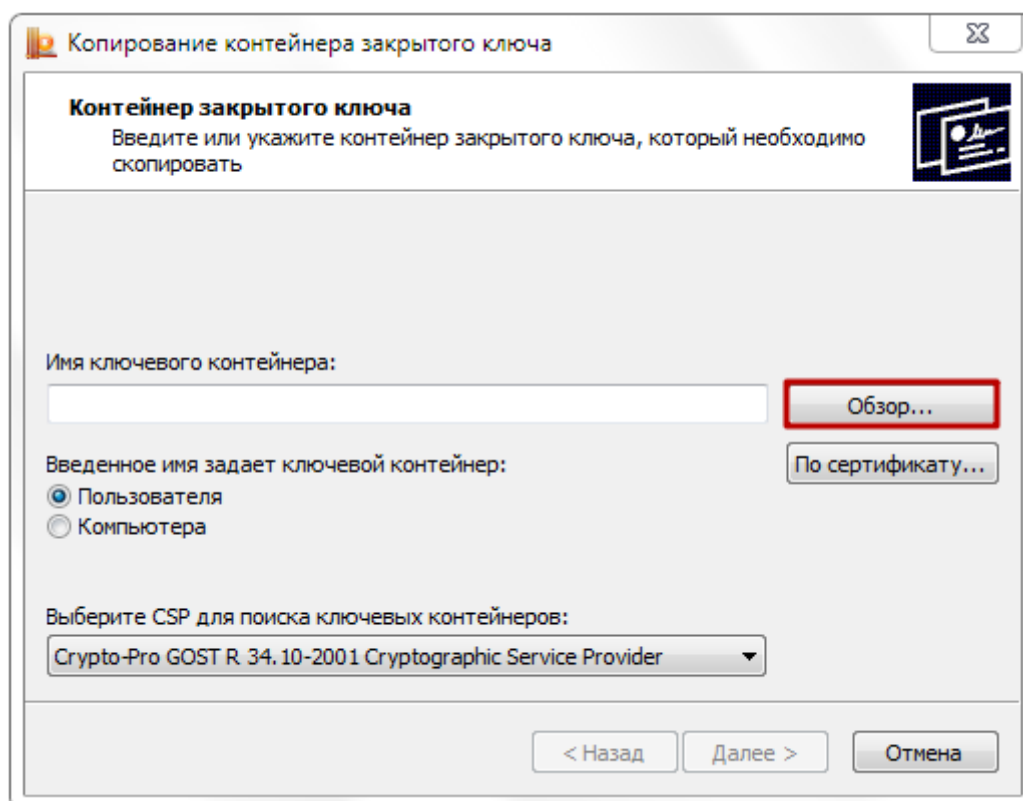 Копирование контейнера закрытого ключа
Контейнер закрытого ключа
Введите или укажите контейнер закрытого ключа, который необходимо
скопировать
Имя ключевого контейнера:
Обзор...
Введенное имя задает ключевой контейнер:
По сертификату...
Пользователя
Компьютера
Выберите CSP для поиска ключевых контейнеров:
Crypto-Pro GOST R 34.10-2001 Cryptographic Service Provider
< Назад
Далее >
Отмена